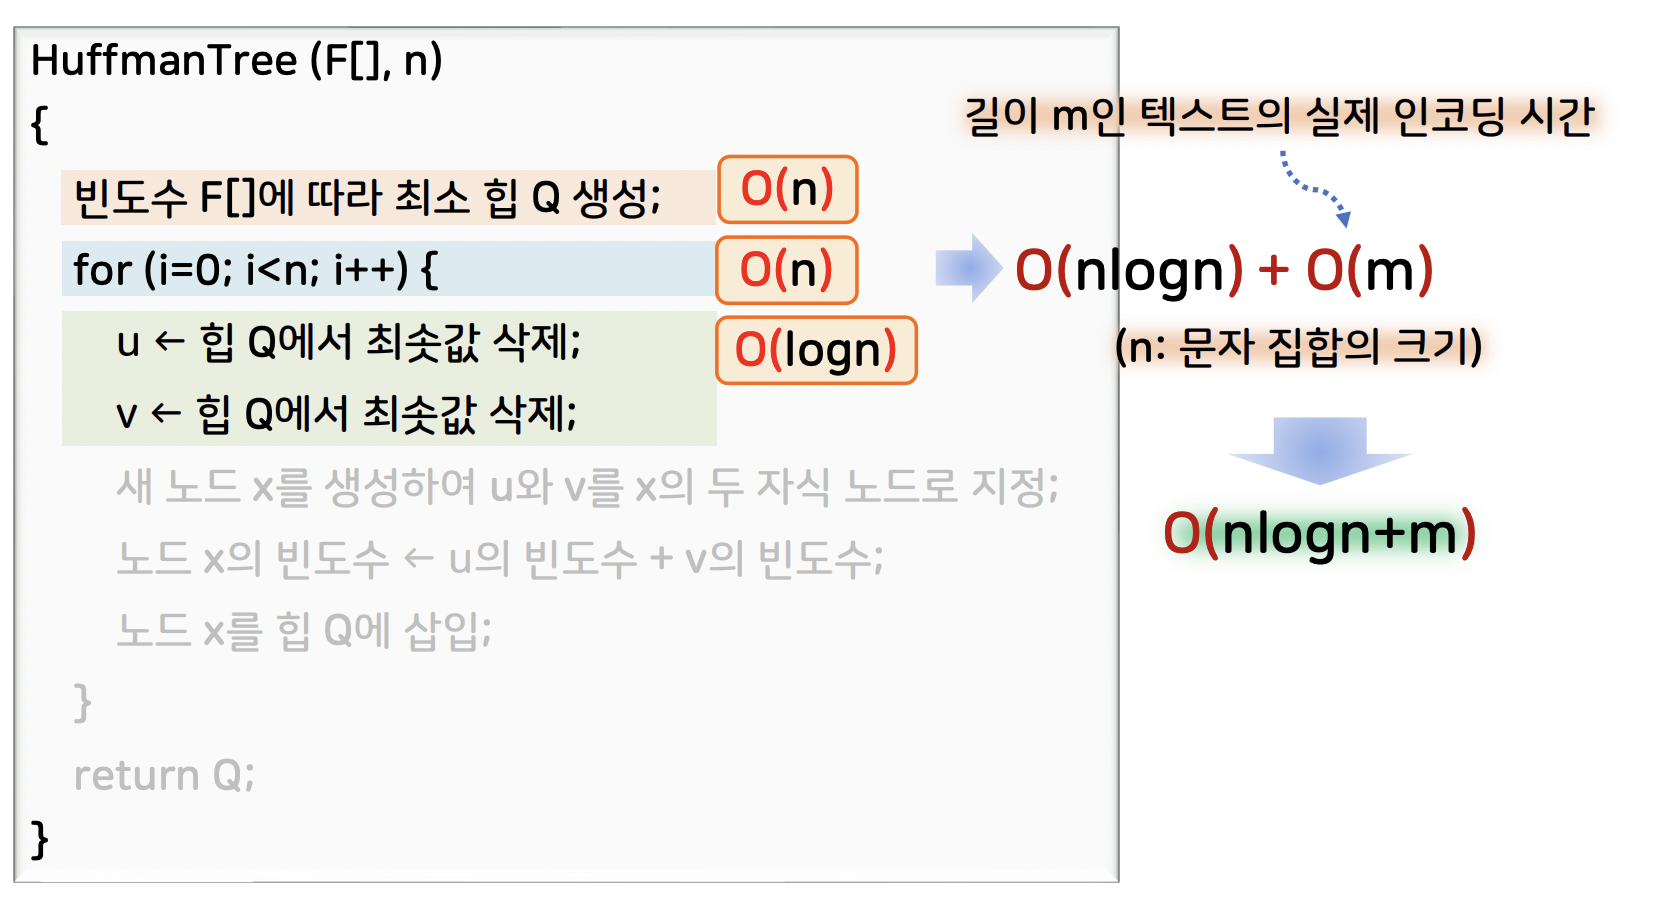 HuffmanTree (F[], n)
{
길이 m인 텍스트의 실제 인코딩 시간
빈도수 F[]에 따라 최소 힙 Q 생성; O(n)
for (i=0; i<n; i++) { O(n)
O(nlogn) + O(m)
u ← 힙 Q에서 최솟값 삭제; O(logn)
(n: 문자 집합의 크기)
v ← 힙 Q에서 최솟값 삭제;
새 노드 x를 생성하여 u와 v를 x의 두 자식 노드로 지정;
O(nlogn+m)
노드 x의 빈도수 ← u의 빈도수 + v의 빈도수;
노드 x를 힙 Q에 삽입;
}
return Q;
}